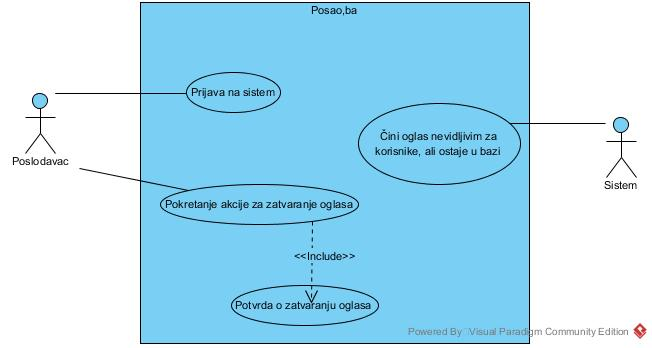 Posao,ba
Prijava na sistem
Čini oglas nevidljivim za
korisnike, ali ostaje u bazi
Poslodavac
Sistem
Pokretanje akcije za zatvaranje oglasa
<<Include>>
Potvrda o zatvaranju oglasa
Powered By Visual Paradigm Community Edition